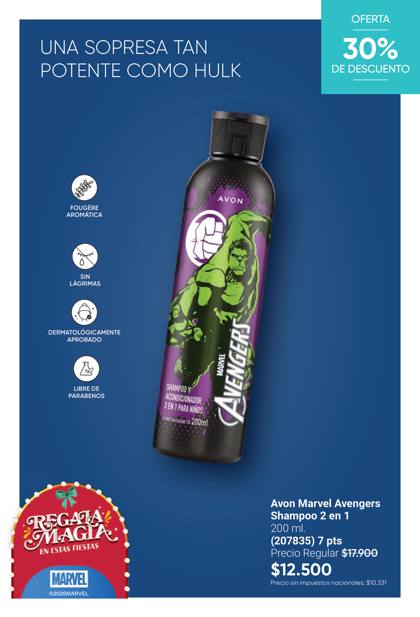 OFERTA
30%
DE DESCUENTO
UNA SOPRESA TAN
POTENTE COMO HULK
FOUGÈRE
AROMÁTICA
SIN
LÁGRIMAS
DERMATOLÓGICAMENTE
APROBADO
LIBRE DE
PARABENOS
AVON
MARVEL
AVENGERS
SHAMPOO Y
ACONDICIONADOR
2 EN 1 PARA NIÑOS
200ml
REGALA
MAGIA
EN ESTAS FIESTAS
MARVEL
©2026MARVEL
Avon Marvel Avengers
Shampoo 2 en 1
200 ml.
(207835) 7 pts
Precio Regular $17.900
$12.500
Precio sin impuestos nacionales: $10.331